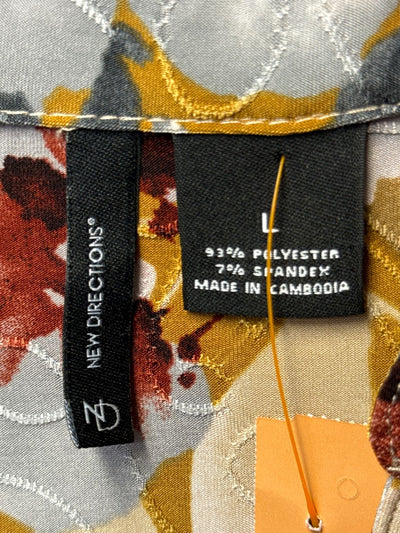 NEW DIRECTIONS®
ND
L
93% POLYESTER
7% SPANDEX
MADE IN CAMBODIA